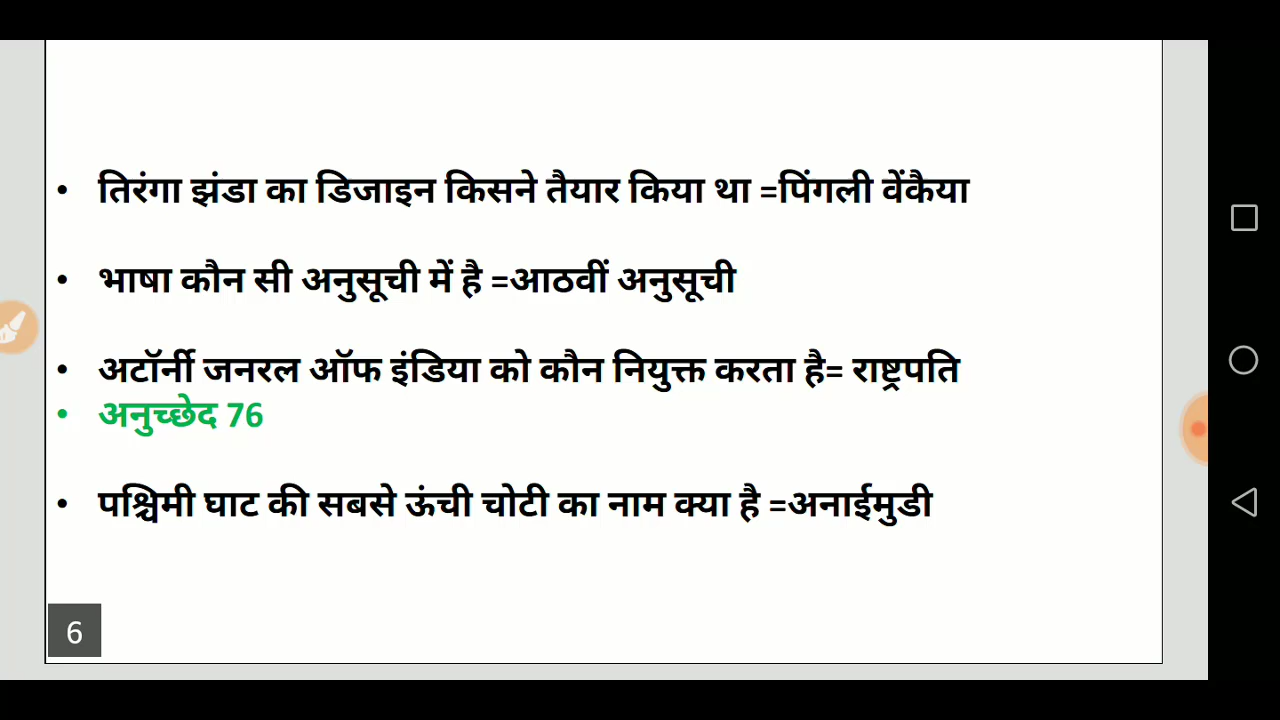 • तिरंगा झंडा का डिजाइन किसने तैयार किया था =पिंगली वेंकैया
• भाषा कौन सी अनुसूची में है =आठवीं अनुसूची
• अटॉर्नी जनरल ऑफ इंडिया को कौन नियुक्त करता है= राष्ट्रपति
• अनुच्छेद 76
• पश्चिमी घाट की सबसे ऊंची चोटी का नाम क्या है =अनाईमुडी
6